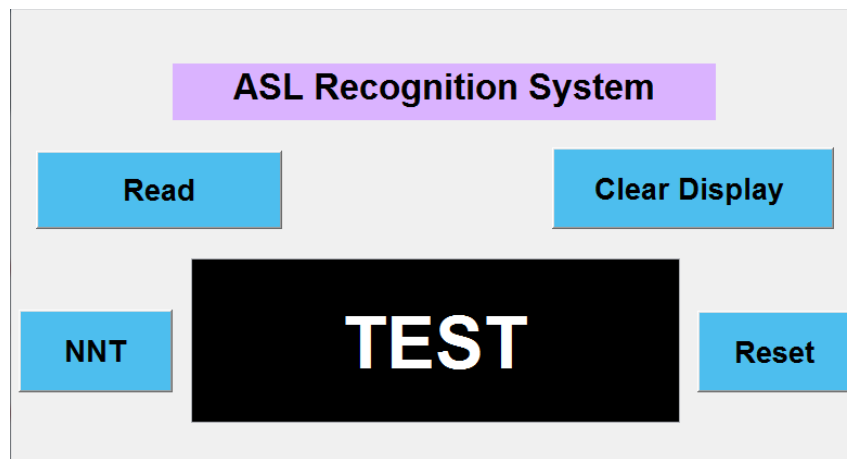 ASL Recognition System
Read
Clear Display
NNT
TEST
Reset